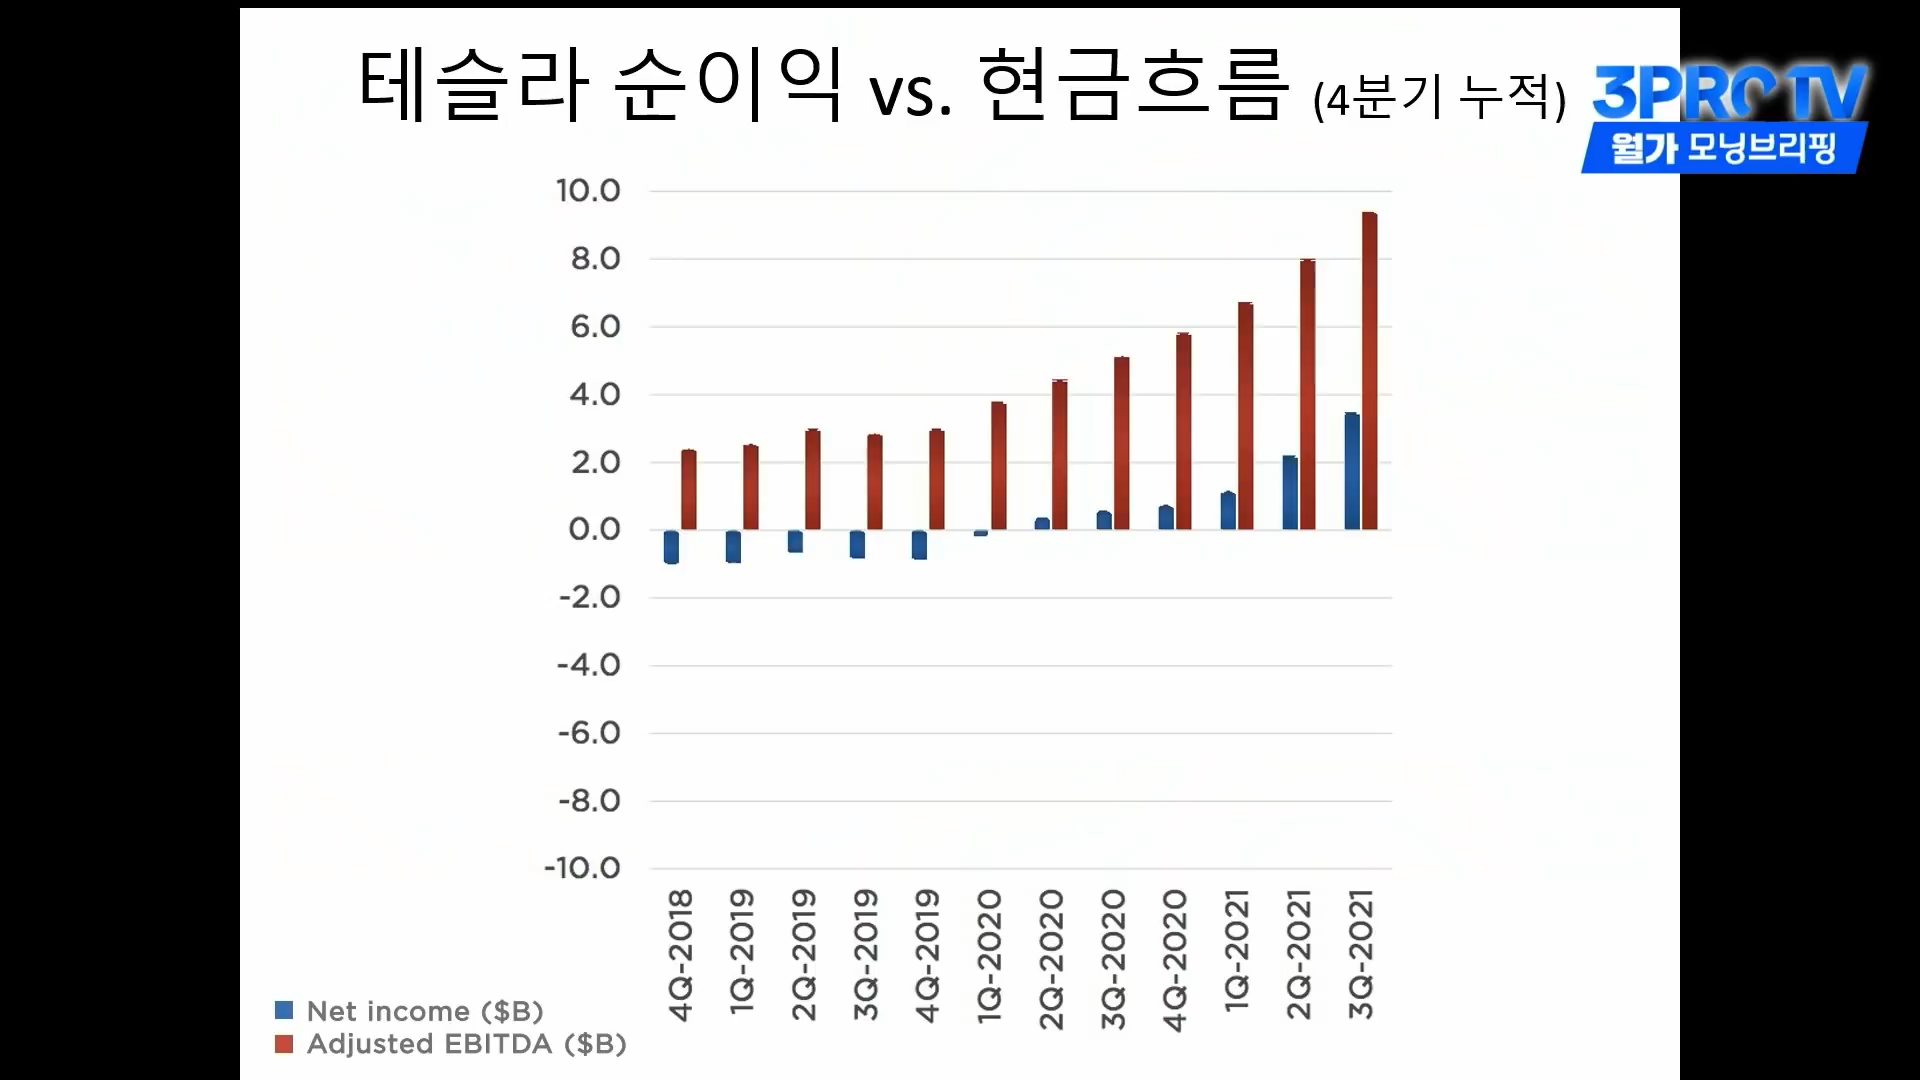 테슬라 순이익 vs. 현금흐름 (4분기 누적)
3PRO TV
월가 모닝브리핑
10.0
8.0
6.0
4.0
2.0
0.0
-2.0
-4.0
-6.0
-8.0
-10.0
4Q-2018
1Q-2019
2Q-2019
3Q-2019
4Q-2019
1Q-2020
2Q-2020
3Q-2020
4Q-2020
1Q-2021
2Q-2021
3Q-2021
Net income ($B)
Adjusted EBITDA ($B)